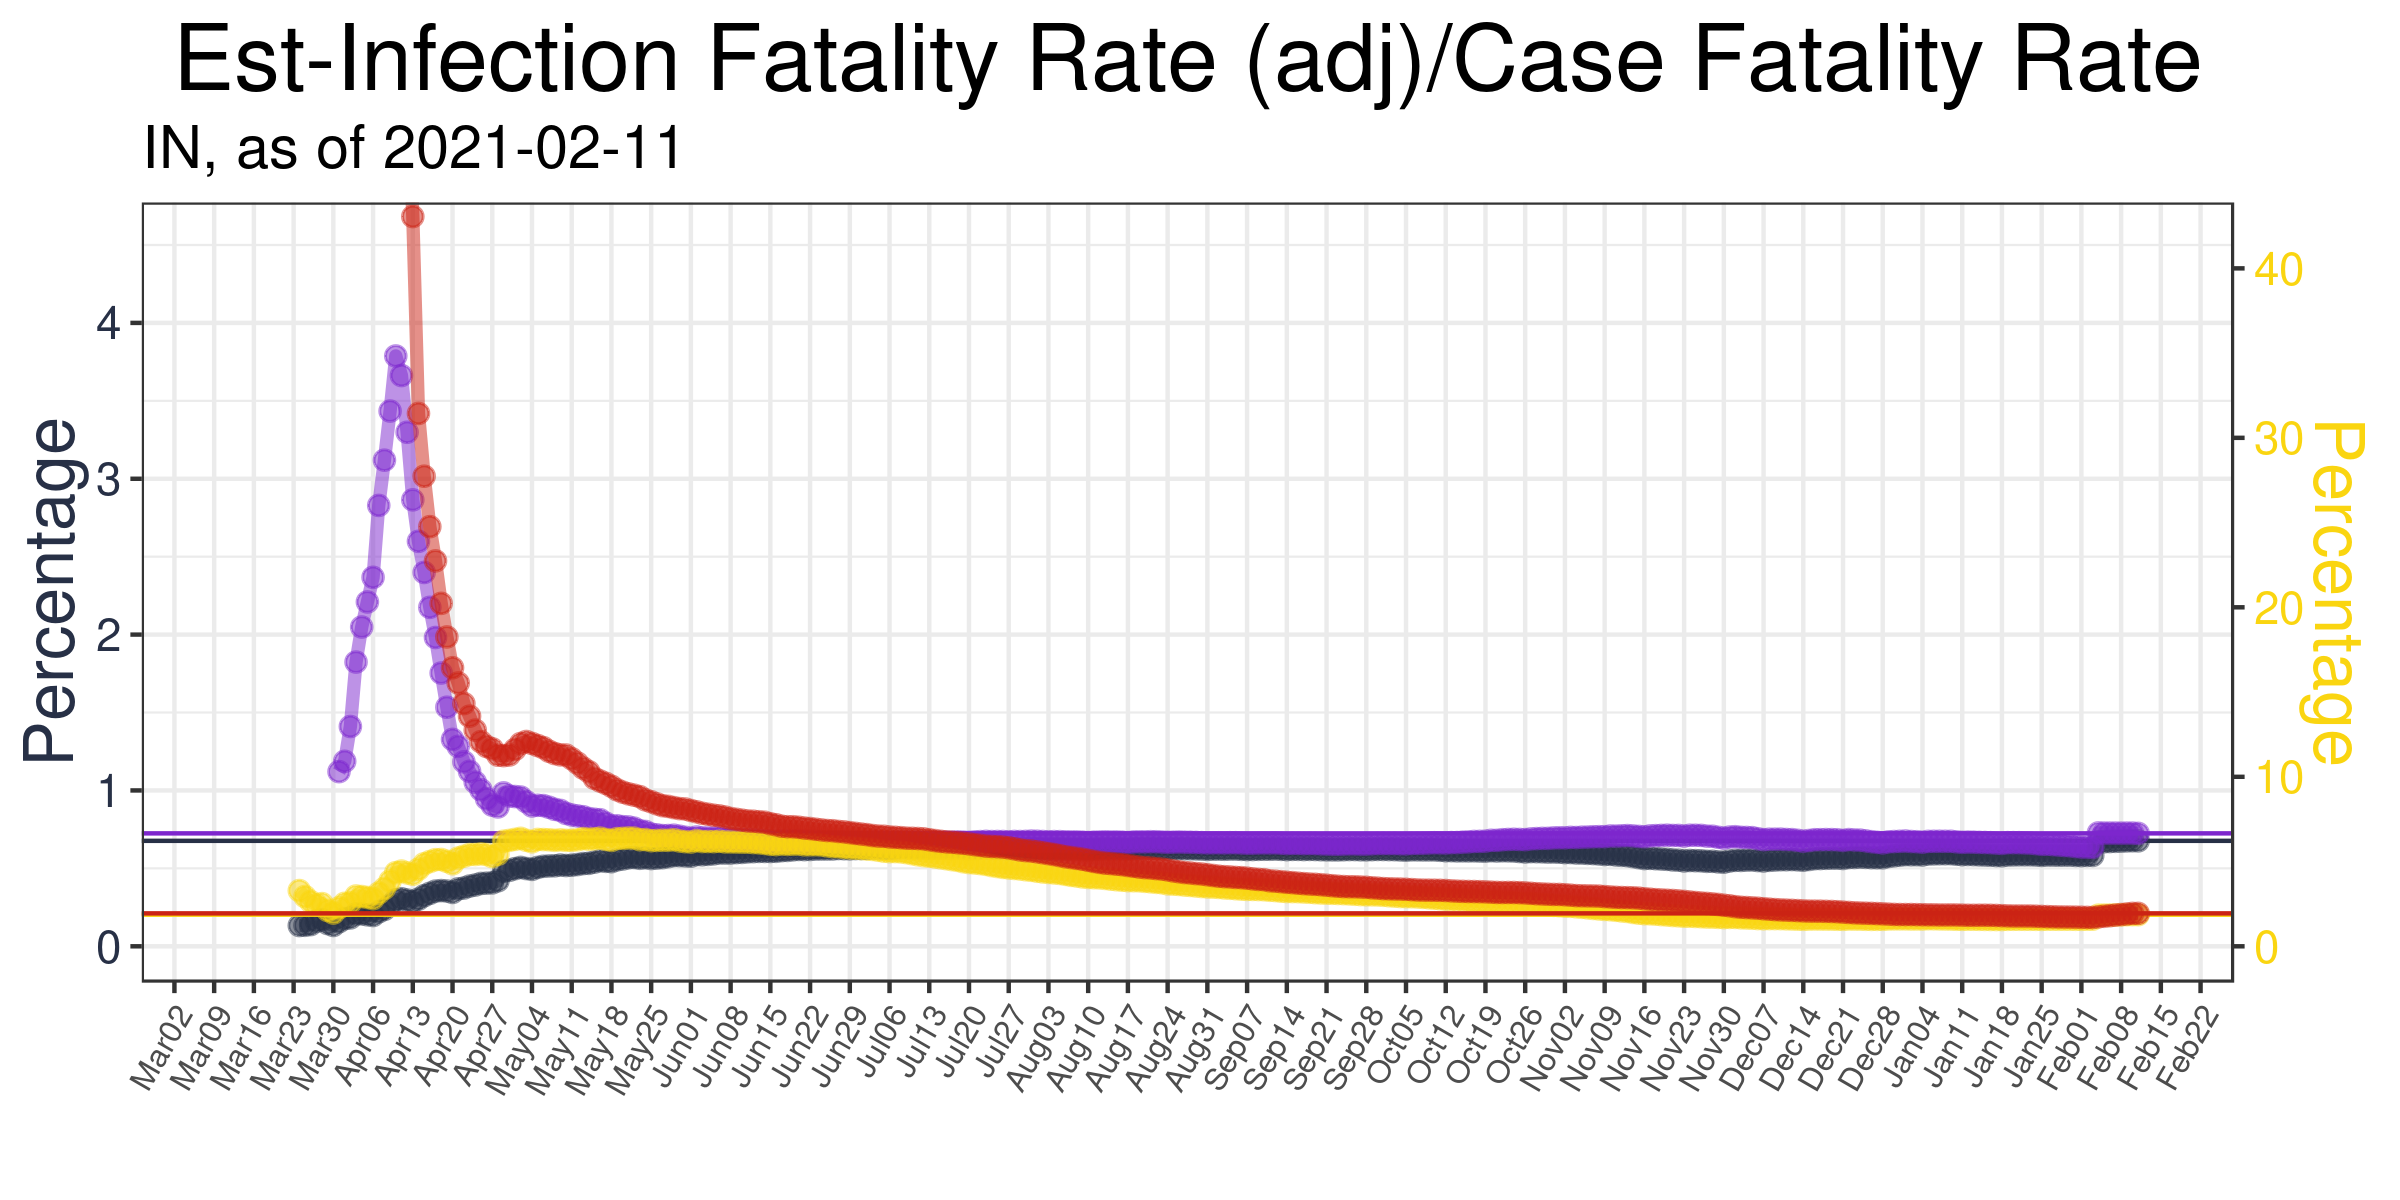 Est-Infection Fatality Rate (adj)/Case Fatality Rate
IN, as of 2021-02-11
Percentage
4
3
2
1
0
40
30
20
10
0
Percentage
Mar02
Mar09
Mar16
Mar23
Mar30
Apr06
Apr13
Apr20
Apr27
May04
May11
May18
May25
Jun01
Jun08
Jun15
Jun22
Jun29
Jul06
Jul13
Jul20
Jul27
Aug03
Aug10
Aug17
Aug24
Aug31
Sep07
Sep14
Sep21
Sep28
Oct05
Oct12
Oct19
Oct26
Nov02
Nov09
Nov16
Nov23
Nov30
Dec07
Dec14
Dec21
Dec28
Jan04
Jan11
Jan18
Jan25
Feb01
Feb08
Feb15
Feb22